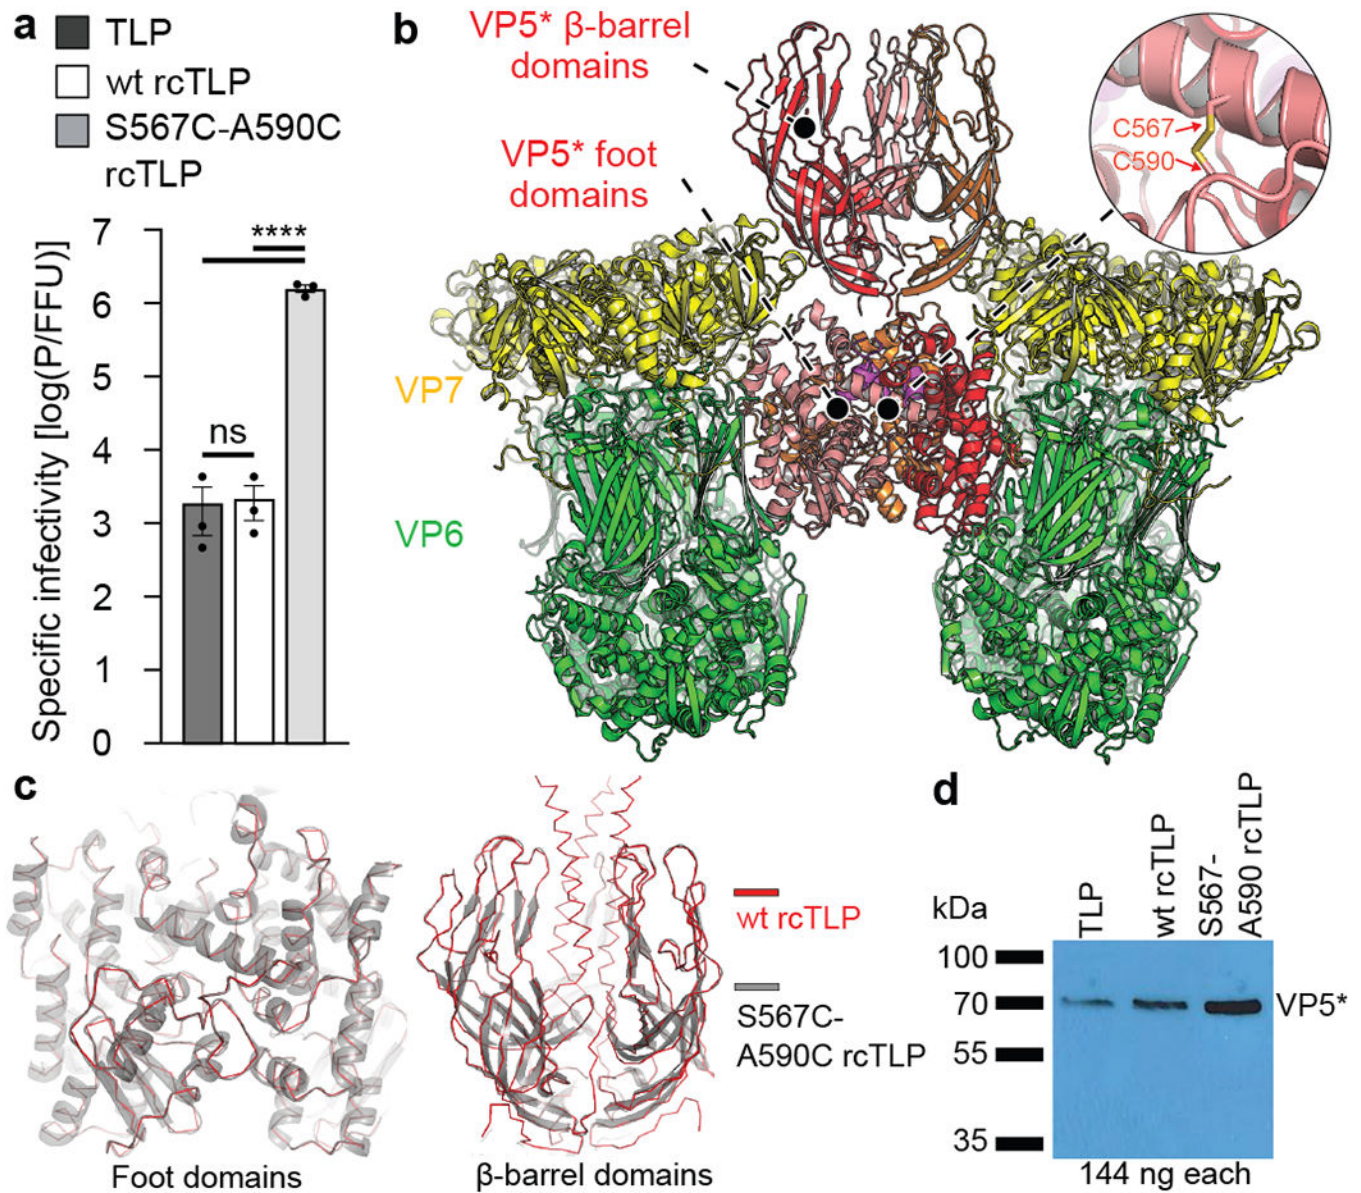 a
TLP
wt rcTLP
S567C-A590C
rcTLP
Specific infectivity [log(P/FFU)]
7
6
5
4
3
2
1
0
****
ns
b
VP5* β-barrel
domains
VP5* foot
domains
C567
C590
VP7
VP6
c
wt rcTLP
S567C-
A590C rcTLP
Foot domains
β-barrel domains
d
kDa
TLP
wt rcTLP
S567-
A590 rcTLP
100
70
55
35
VP5*
144 ng each